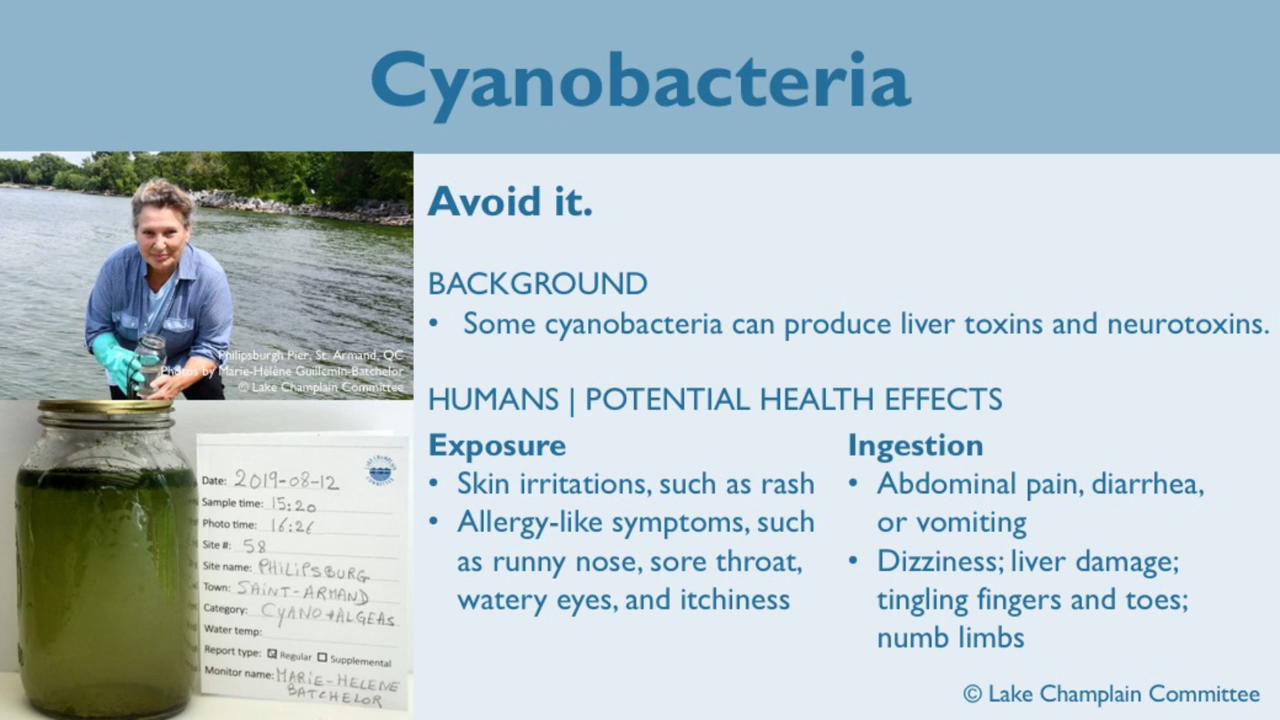 Cyanobacteria
Philipsburgh Pier, St. Armand, QC
Photos by Marie-Hélène Guillemin-Batchelor
© Lake Champlain Committee
LAKE CHAMPLAIN
COMMITTEE
Date: 2019-08-12
Sample time: 15:20
Photo time: 16:26
Site #: 58
Site name: PHILIPSBURG
Town: SAINT-ARMAND
Category: CYANO+ALGEAS
Water temp:
Report type: Regular Supplemental
Monitor name: MARIE-HELENE
BATCHELOR
Avoid it.
BACKGROUND
• Some cyanobacteria can produce liver toxins and neurotoxins.
HUMANS | POTENTIAL HEALTH EFFECTS
Exposure
• Skin irritations, such as rash
• Allergy-like symptoms, such
as runny nose, sore throat,
watery eyes, and itchiness
Ingestion
• Abdominal pain, diarrhea,
or vomiting
• Dizziness; liver damage;
tingling fingers and toes;
numb limbs
© Lake Champlain Committee